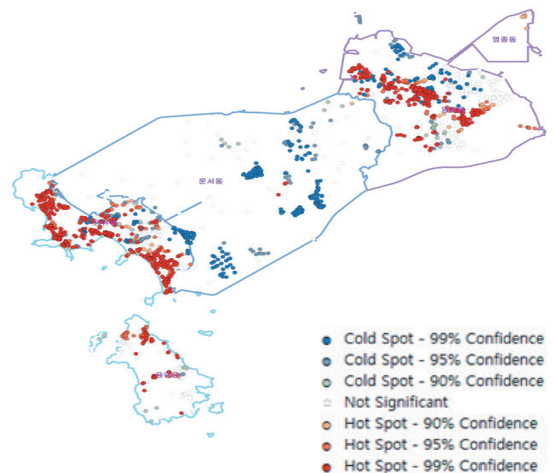 영종동
운서동
Cold Spot - 99% Confidence
Cold Spot - 95% Confidence
Cold Spot - 90% Confidence
Not Significant
Hot Spot - 90% Confidence
Hot Spot - 95% Confidence
Hot Spot - 99% Confidence